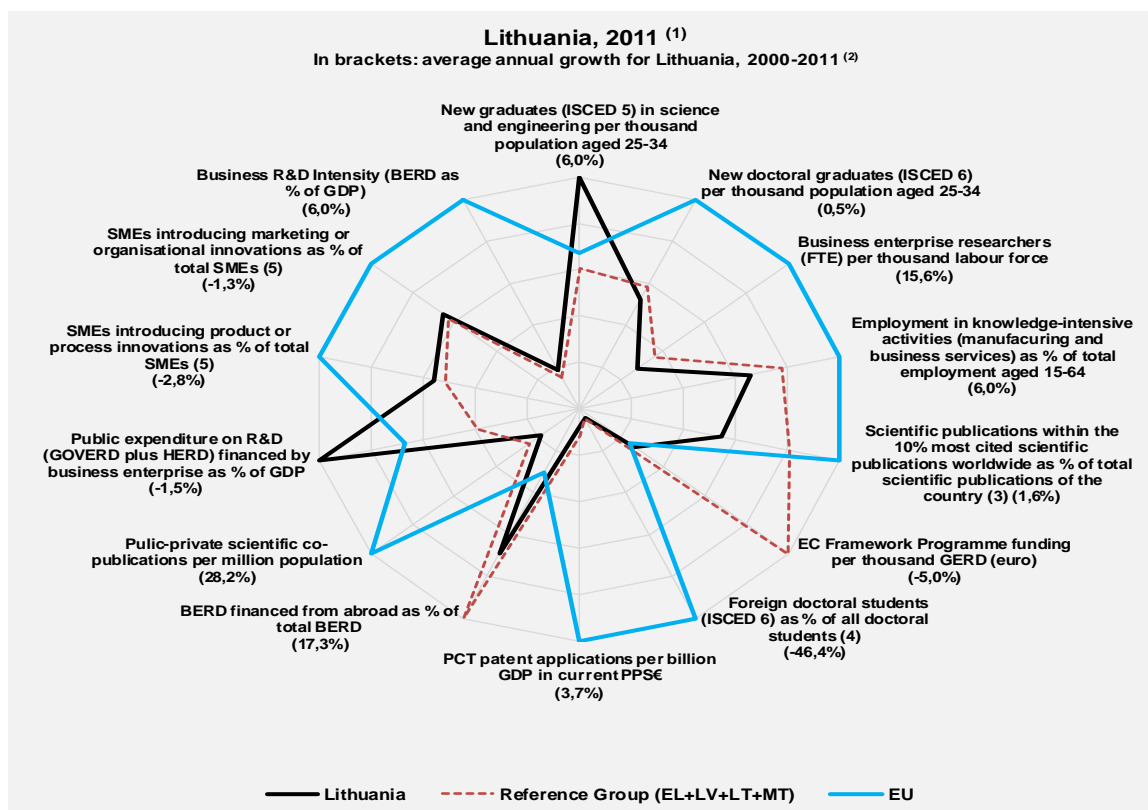 Lithuania, 2011 (1)
In brackets: average annual growth for Lithuania, 2000-2011 (2)
New graduates (ISCED 5) in science
and engineering per thousand
population aged 25-34
(6,0%)
New doctoral graduates (ISCED 6)
per thousand population aged 25-34
(0,5%)
Business enterprise researchers
(FTE) per thousand labour force
(15,6%)
Employment in knowledge-intensive
activities (manufacuring and
business services) as % of total
employment aged 15-64
(6,0%)
Scientific publications within the
10% most cited scientific
publications worldwide as % of total
scientific publications of the
country (3) (1,6%)
EC Framework Programme funding
per thousand GERD (euro)
(-5,0%)
Foreign doctoral students
(ISCED 6) as % of all doctoral
students (4)
(-46,4%)
PCT patent applications per billion
GDP in current PPS€
(3,7%)
BERD financed from abroad as % of
total BERD
(17,3%)
Pulic-private scientific co-
publications per million population
(28,2%)
Public expenditure on R&D
(GOVERD plus HERD) financed by
business enterprise as % of GDP
(-1,5%)
SMEs introducing product or
process innovations as % of total
SMEs (5)
(-2,8%)
SMEs introducing marketing or
organisational innovations as % of
total SMEs (5)
(-1,3%)
Business R&D Intensity (BERD as
% of GDP)
(6,0%)
Lithuania
Reference Group (EL+LV+LT+MT)
EU